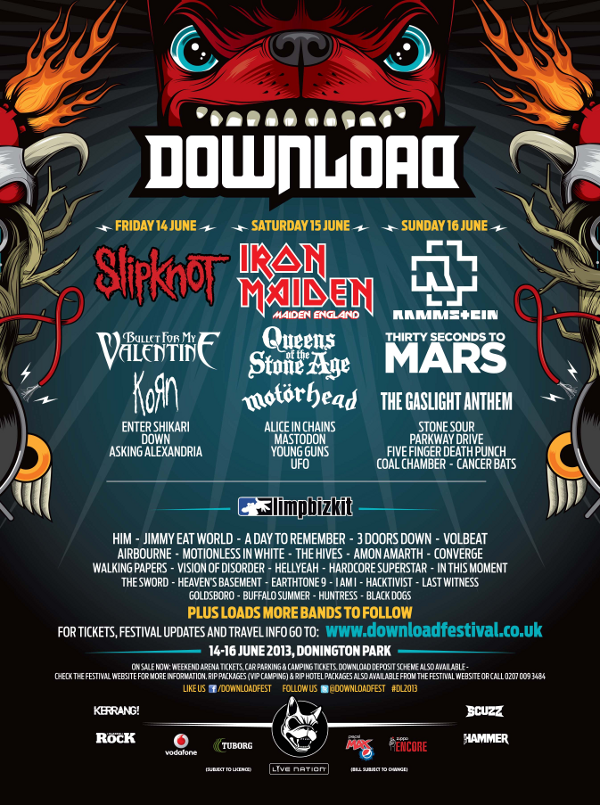 DOWNLOAD
FRIDAY 14 JUNE
SLIPKNOT
BULLET FOR MY
VALENTINE
KoRn
ENTER SHIKARI
DOWN
ASKING ALEXANDRIA
SATURDAY 15 JUNE
IRON
MAIDEN
MAIDEN ENGLAND
Queens
of the
Stone Age
motörhead
ALICE IN CHAINS
MASTODON
YOUNG GUNS
UFO
SUNDAY 16 JUNE
RAMMSTEIN
THIRTY SECONDS TO
MARS
THE GASLIGHT ANTHEM
STONE SOUR
PARKWAY DRIVE
FIVE FINGER DEATH PUNCH
COAL CHAMBER - CANCER BATS
limpbizkit
HIM - JIMMY EAT WORLD - A DAY TO REMEMBER - 3 DOORS DOWN - VOLBEAT
AIRBOURNE - MOTIONLESS IN WHITE - THE HIVES - AMON AMARTH - CONVERGE
WALKING PAPERS - VISION OF DISORDER - HELLYEAH - HARDCORE SUPERSTAR - IN THIS MOMENT
THE SWORD - HEAVEN'S BASEMENT - EARTHTONE 9 - I AM I - HACKTIVIST - LAST WITNESS
GOLDSBORO - BUFFALO SUMMER - HUNTRESS - BLACK DOGS
PLUS LOADS MORE BANDS TO FOLLOW
FOR TICKETS, FESTIVAL UPDATES AND TRAVEL INFO GO TO: www.downloadfestival.co.uk
14-16 JUNE 2013, DONINGTON PARK
ON SALE NOW: WEEKEND ARENA TICKETS, CAR PARKING & CAMPING TICKETS. DOWNLOAD DEPOSIT SCHEME ALSO AVAILABLE -
CHECK THE FESTIVAL WEBSITE FOR MORE INFORMATION. RIP PACKAGES (VIP CAMPING) & RIP HOTEL PACKAGES ALSO AVAILABLE FROM THE FESTIVAL WEBSITE OR CALL 0207 009 3484
LIKE US f/DOWNLOADFEST FOLLOW US @DOWNLOADFEST #DL2013
KERRANG!
SCUZZ
ROCK
HAMMER
vodafone
TUBORG
pepsi
MAX
zippo
ENCORE
(SUBJECT TO LICENCE)
LIVE NATION
(BILL SUBJECT TO CHANGE)